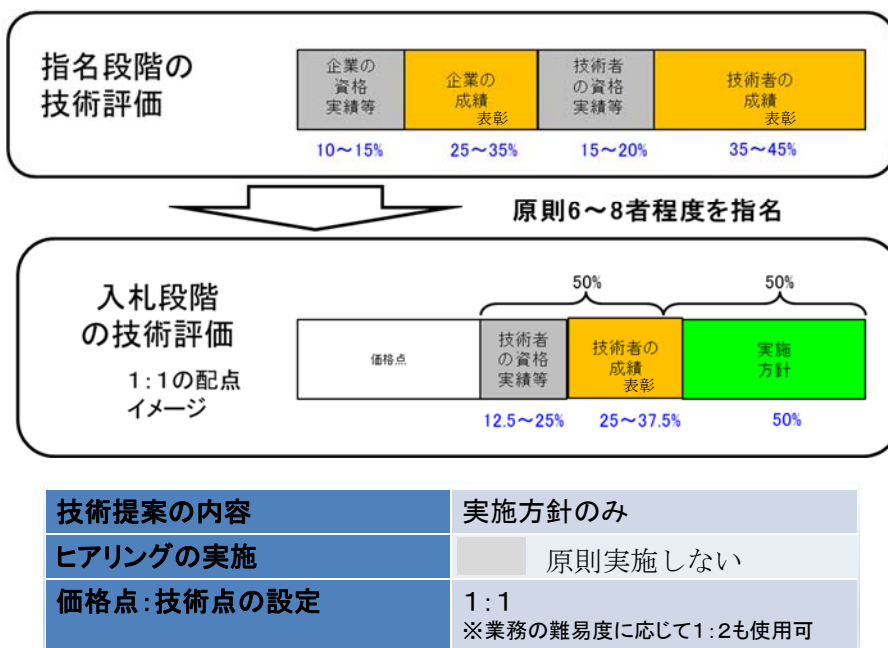 指名段階の
技術評価
企業の
資格
実績等
企業の
成績
表彰
技術者
の資格
実績等
技術者の
成績
表彰
10~15%
25~35%
15~20%
35~45%
原則6~8者程度を指名
入札段階
の技術評価
1:1の配点
イメージ
50%
50%
価格点
技術者
の資格
実績等
技術者の
成績
表彰
実施
方針
12.5~25%
25~37.5%
50%
技術提案の内容
実施方針のみ
ヒアリングの実施
原則実施しない
価格点:技術点の設定
1:1
※業務の難易度に応じて1:2も使用可